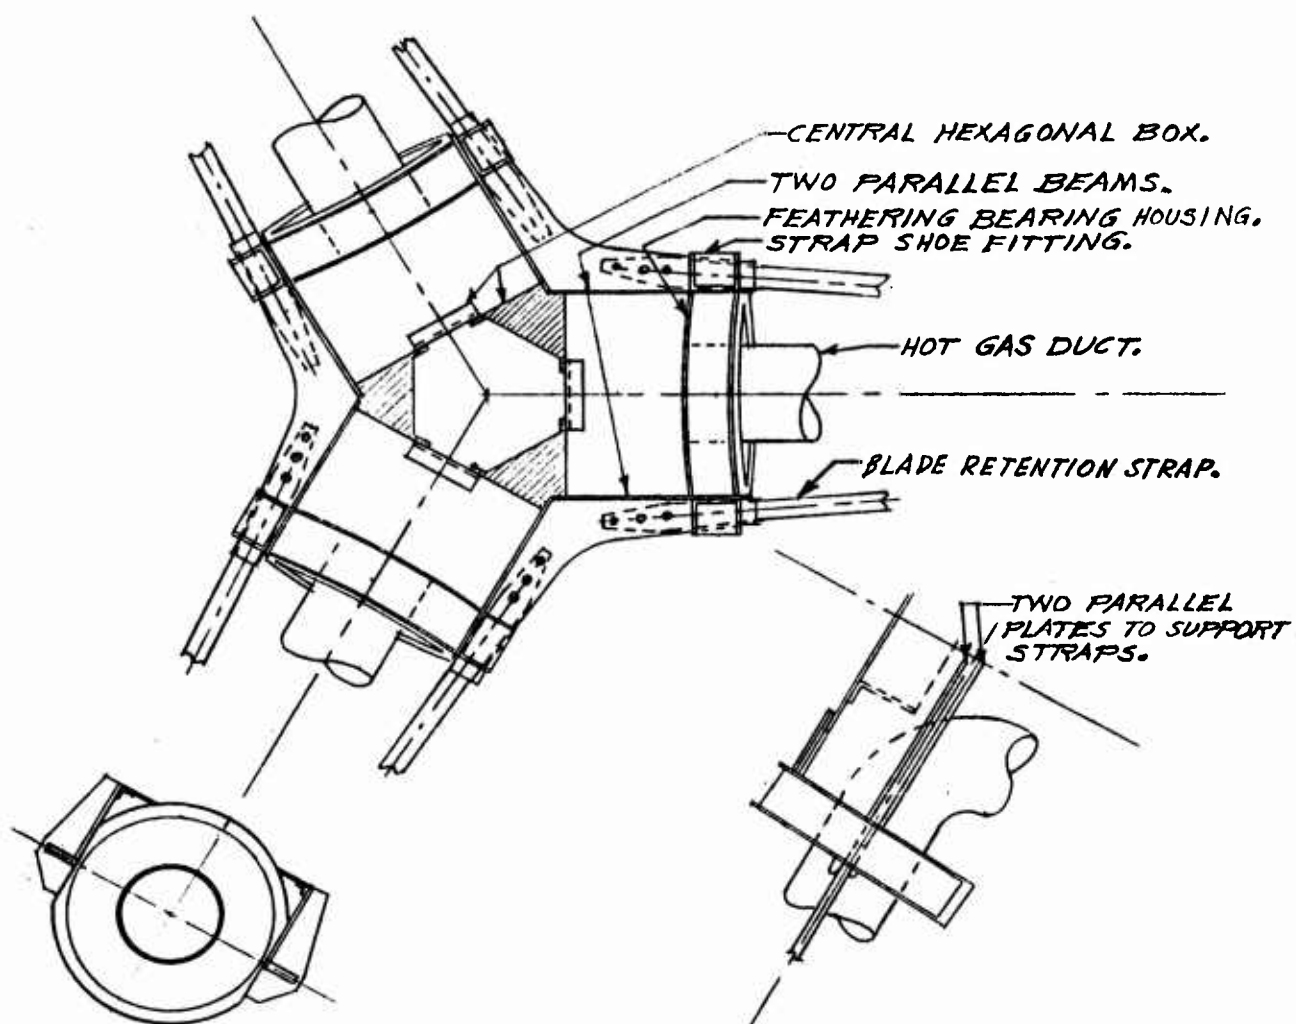 CENTRAL HEXAGONAL BOX.
TWO PARALLEL BEAMS.
FEATHERING BEARING HOUSING.
STRAP SHOE FITTING.
HOT GAS DUCT.
BLADE RETENTION STRAP.
TWO PARALLEL
PLATES TO SUPPORT
STRAPS.